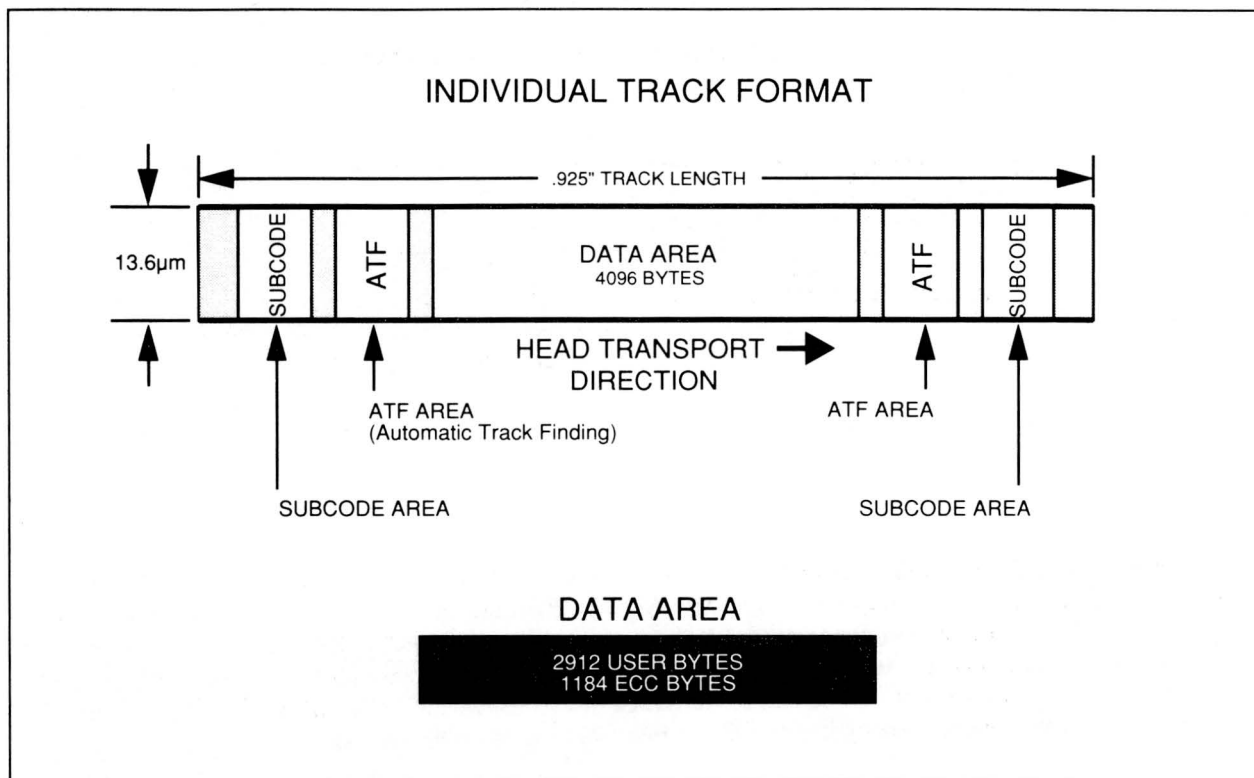 INDIVIDUAL TRACK FORMAT
.925" TRACK LENGTH
13.6µm
SUBCODE
ATF
DATA AREA
4096 BYTES
ATF
SUBCODE
HEAD TRANSPORT
DIRECTION
ATF AREA
(Automatic Track Finding)
ATF AREA
SUBCODE AREA
SUBCODE AREA
DATA AREA
2912 USER BYTES
1184 ECC BYTES